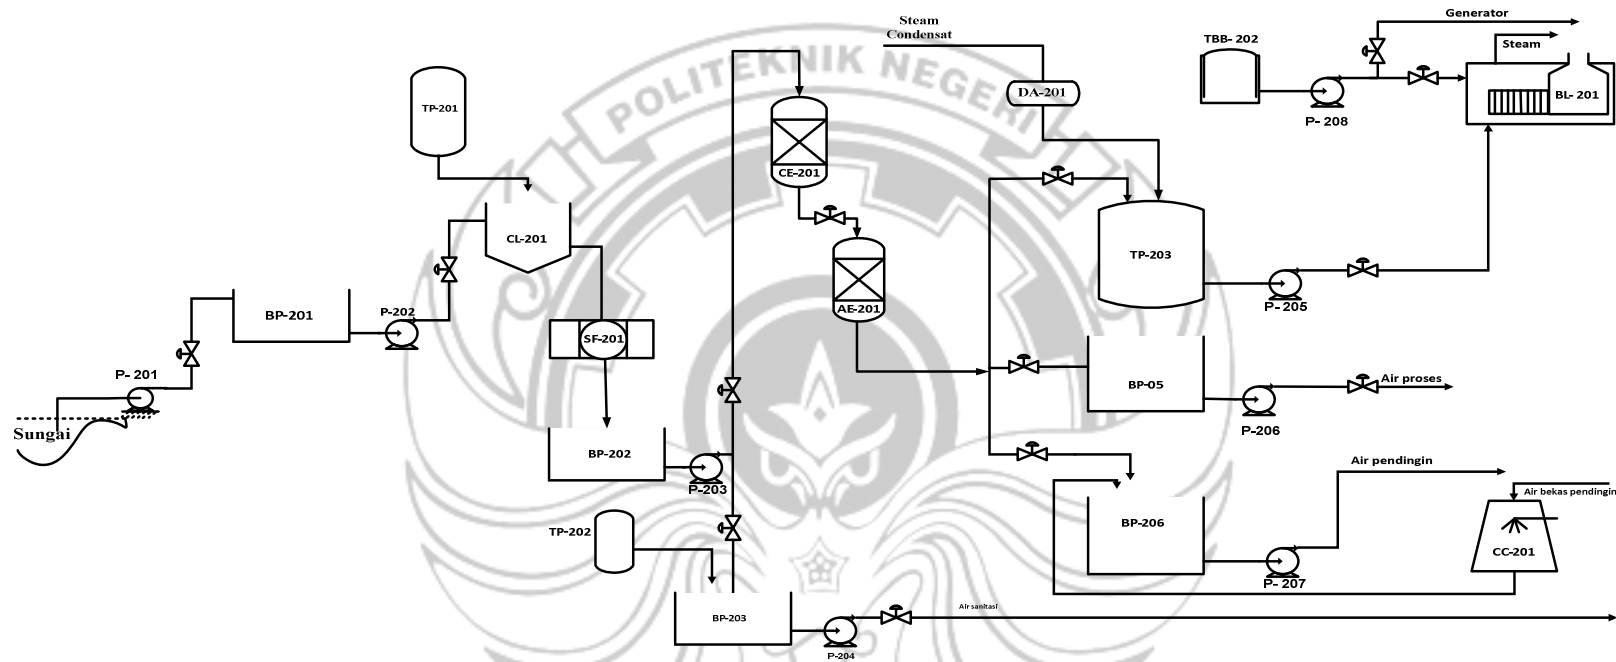 POLITEKNIK NEGERI
Generator
Steam
Condensat
TBB- 202
Steam
TP-201
DA-201
BL- 201
P- 208
CE-201
CL-201
TP-203
AE-201
P-205
BP-201
P-202
SF-201
P- 201
BP-05
Air proses
Sungai
P-206
BP-202
P-203
Air pendingin
Air bekas pendingin
TP-202
BP-206
CC-201
P- 207
Air sanitasi
BP-203
P-204